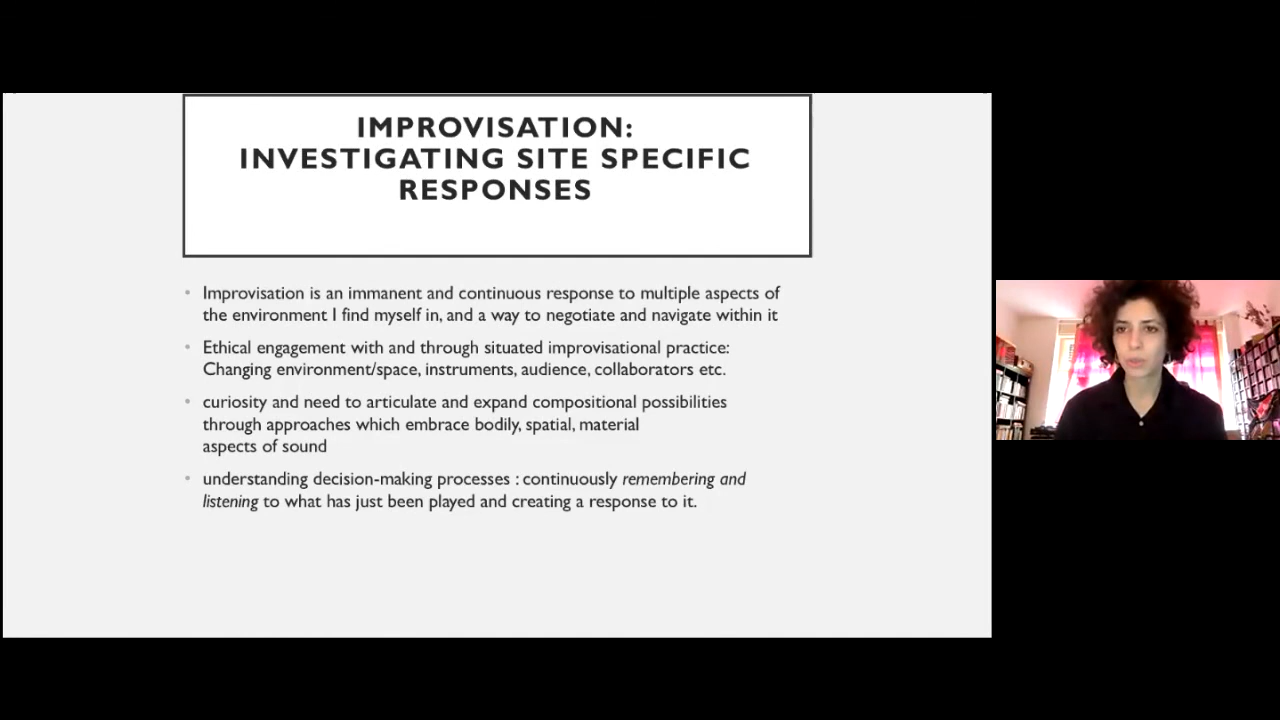 IMPROVISATION:
INVESTIGATING SITE SPECIFIC
RESPONSES
• Improvisation is an immanent and continuous response to multiple aspects of
the environment I find myself in, and a way to negotiate and navigate within it
• Ethical engagement with and through situated improvisational practice:
Changing environment/space, instruments, audience, collaborators etc.
• curiosity and need to articulate and expand compositional possibilities
through approaches which embrace bodily, spatial, material
aspects of sound
• understanding decision-making processes : continuously remembering and
listening to what has just been played and creating a response to it.